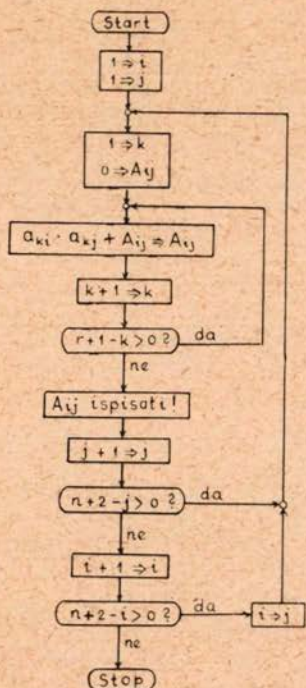 Start
1⇒i
1⇒j
1⇒k
0⇒Aij
aki · akj + Aij ⇒ Aij
k+1⇒k
r+1-k>0? da
ne
Aij ispisati!
j+1⇒j
n+2-j>0? da
ne
i+1⇒i
n+2-i>0? da i⇒j
ne
Stop